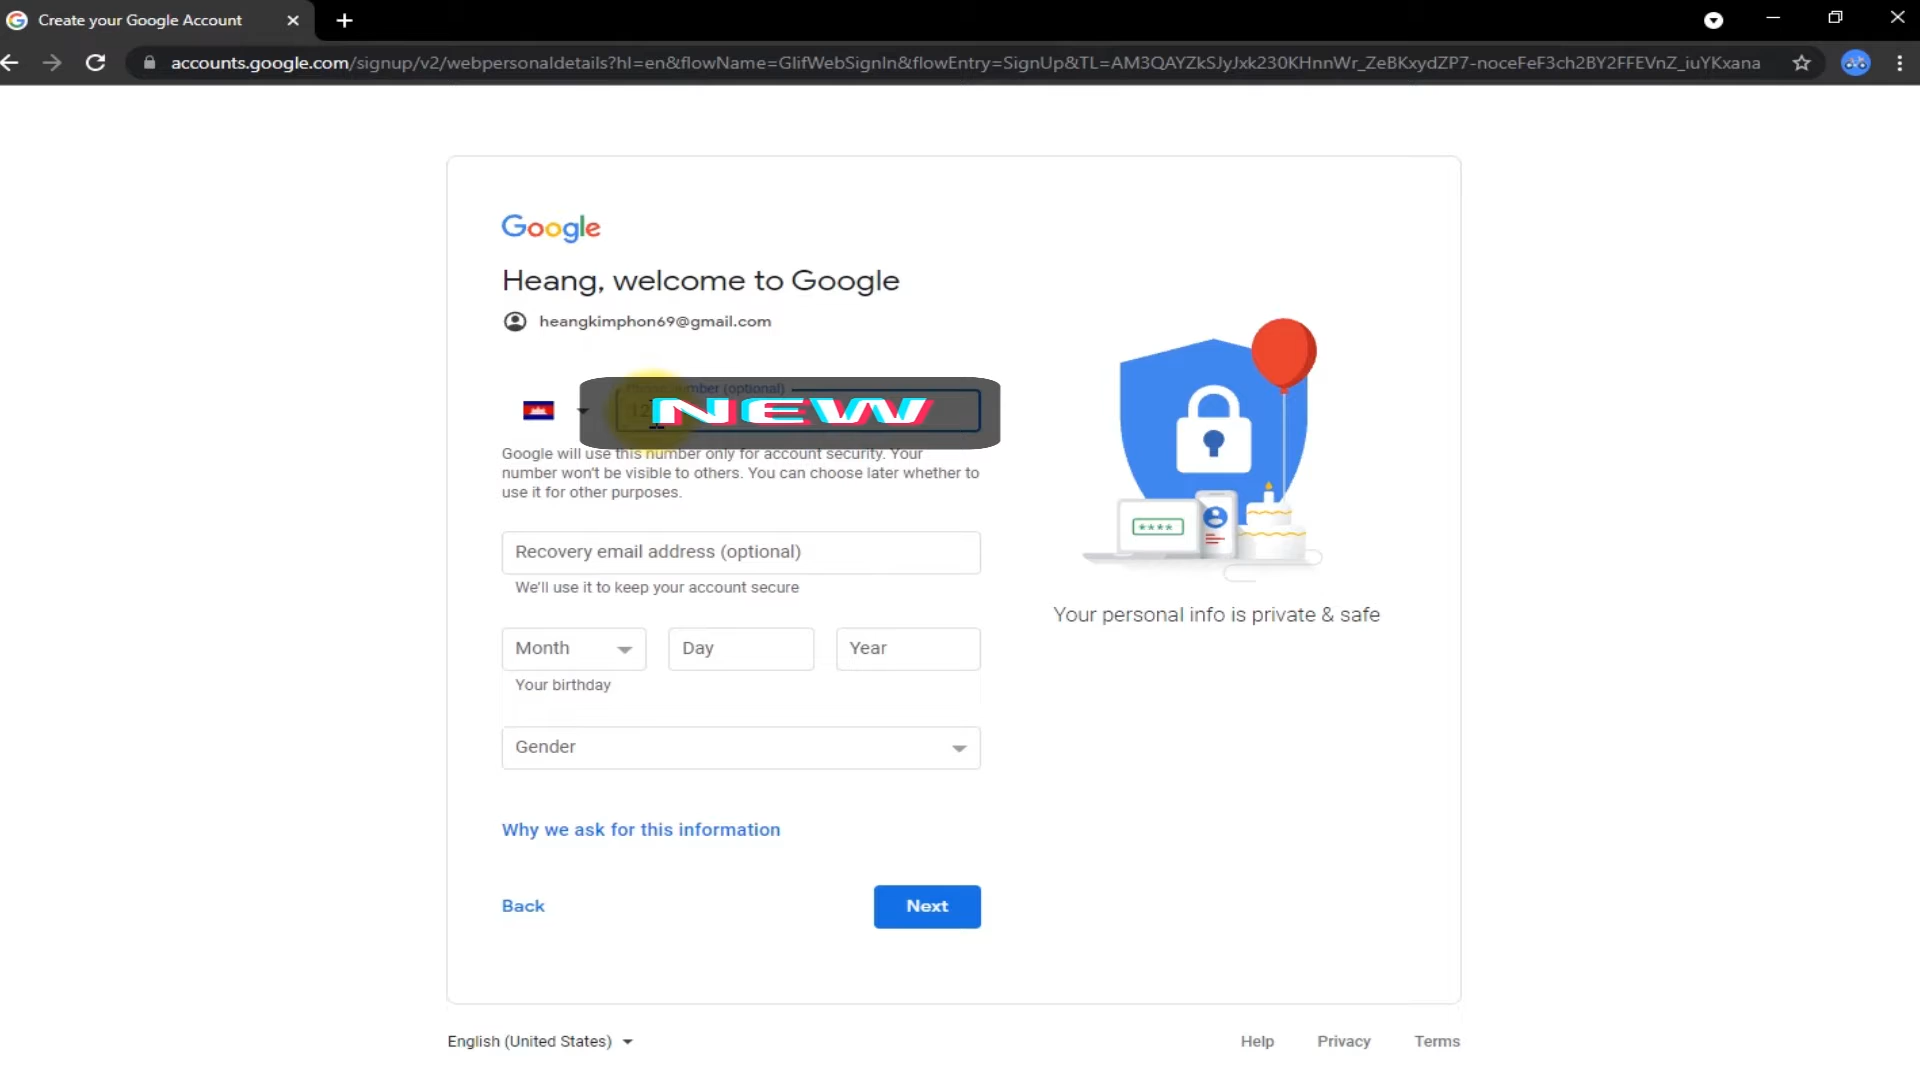 Create your Google Account
accounts.google.com/signup/v2/webpersonaldetails?hl=en&flowName=GlifWebSignIn&flowEntry=SignUp&TL=AM3QAYZkSJyJxk230KHnnWr_ZeBKxydZP7-noceFeF3ch2BY2FFEVnZ_iuYKxana
Google
Heang, welcome to Google
heangkimphon69@gmail.com
Phone number (optional)
NEW
Google will use this number only for account security. Your
number won't be visible to others. You can choose later whether to
use it for other purposes.
Recovery email address (optional)
We'll use it to keep your account secure
Month
Day
Year
Your birthday
Gender
****
Your personal info is private & safe
Why we ask for this information
Back
Next
English (United States)
Help
Privacy
Terms